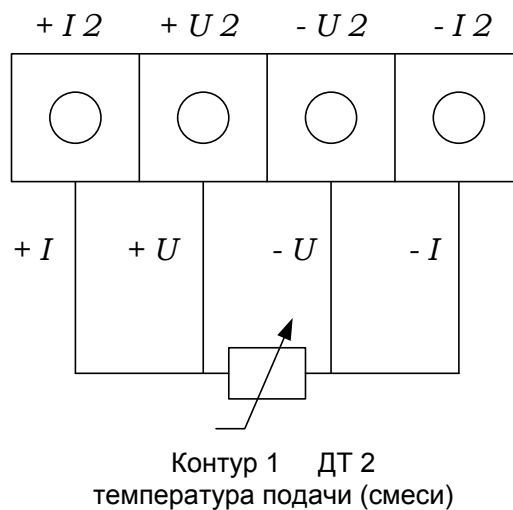 + I 2 + U 2 - U 2 - I 2
+ I + U - U - I
Контур 1 ДТ 2
температура подачи (смеси)